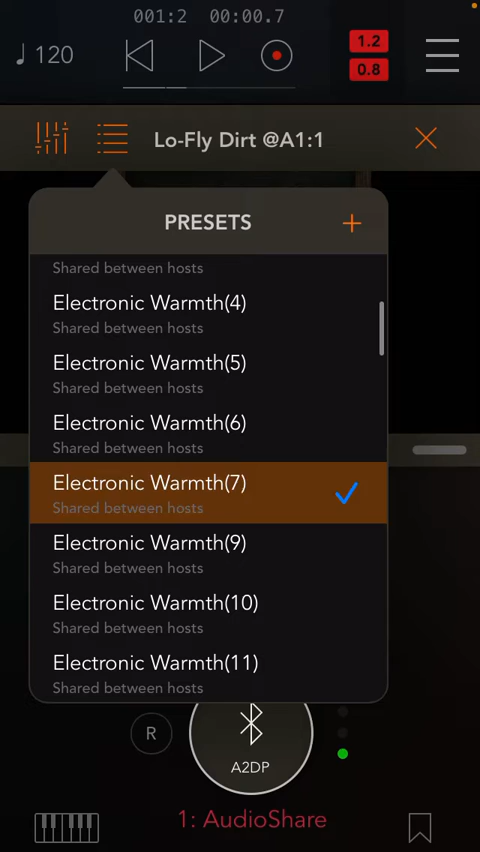 001:2 00:00.7
120
1.2
0.8
Lo-Fly Dirt @A1:1
PRESETS
Shared between hosts
Electronic Warmth(4)
Shared between hosts
Electronic Warmth(5)
Shared between hosts
Electronic Warmth(6)
Shared between hosts
Electronic Warmth(7)
Shared between hosts
Electronic Warmth(9)
Shared between hosts
Electronic Warmth(10)
Shared between hosts
Electronic Warmth(11)
Shared between hosts
R
A2DP
1: AudioShare